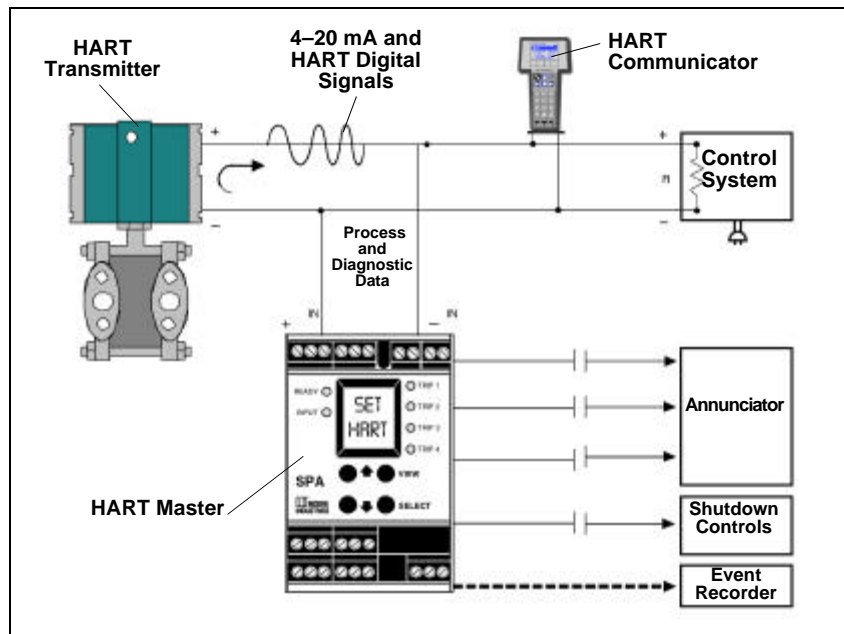 HART
Transmitter
4–20 mA and
HART Digital
Signals
HART
Communicator
+
+
Control
System
R
–
–
Process
and
Diagnostic
Data
+
IN
–
IN
READY
INPUT
SET
HART
TRIP 1
TRIP 2
TRIP 3
TRIP 4
VIEW
SPA
SELECT
HART Master
Annunciator
Shutdown
Controls
Event
Recorder